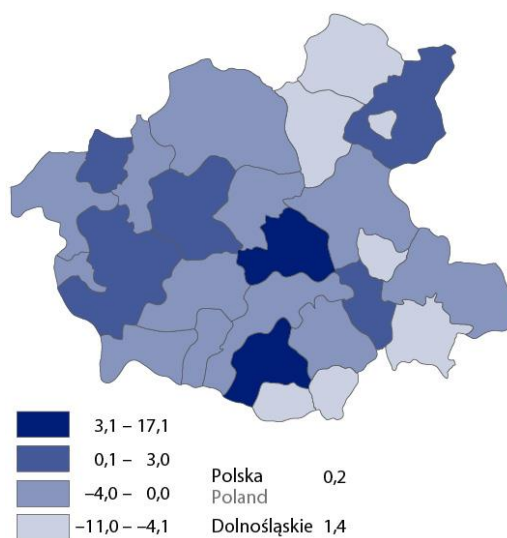 3,1 – 17,1
0,1 – 3,0
–4,0 – 0,0
–11,0 – –4,1
Polska 0,2
Poland
Dolnośląskie 1,4